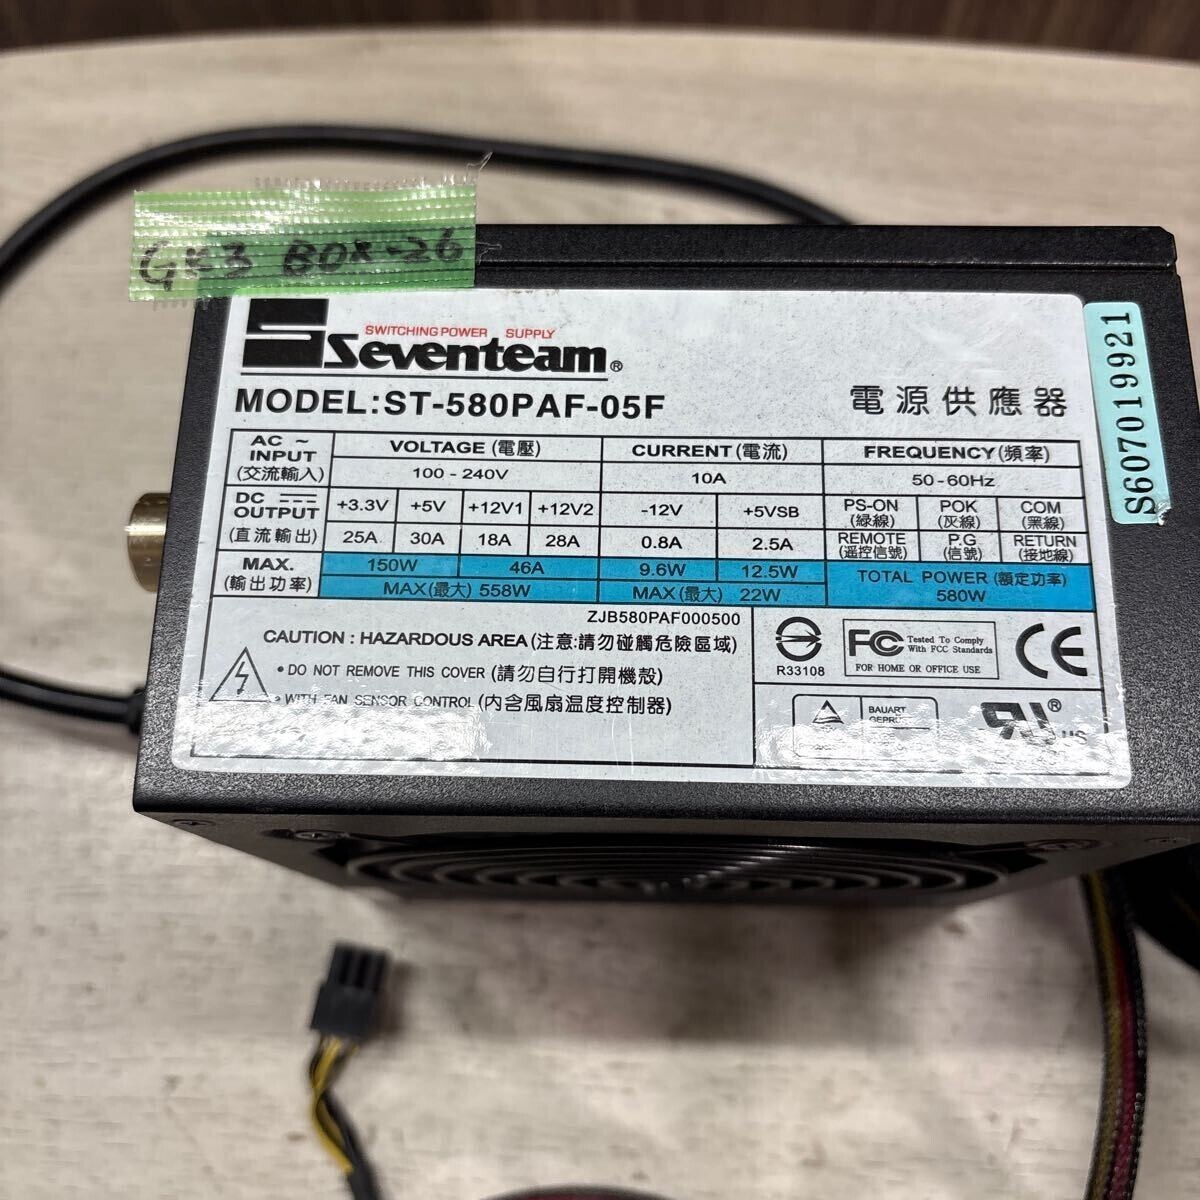 GK3 BOX-26
SWITCHING POWER SUPPLY
Seventeam®
MODEL:ST-580PAF-05F
電源供應器
S607019921
AC ~ INPUT (交流輸入) VOLTAGE (電壓) CURRENT (電流) FREQUENCY (頻率)
100 - 240V 10A 50 - 60Hz
DC OUTPUT (直流輸出) +3.3V +5V +12V1 +12V2 -12V +5VSB PS-ON (綠線) POK (灰線) COM (黑線)
25A 30A 18A 28A 0.8A 2.5A REMOTE (遥控信號) P.G (信號) RETURN (接地線)
MAX. (輸出功率) 150W 46A 9.6W 12.5W TOTAL POWER (額定功率)
MAX (最大) 558W MAX (最大) 22W 580W
ZJB580PAF000500
CAUTION : HAZARDOUS AREA (注意:請勿碰觸危險區域)
• DO NOT REMOVE THIS COVER (請勿自行打開機殼)
• WITH FAN SENSOR CONTROL (内含風扇溫度控制器)
R33108
FC Tested To Comply
With FCC Standards
FOR HOME OR OFFICE USE
CE
BAUART
GEPRÜFT
® US